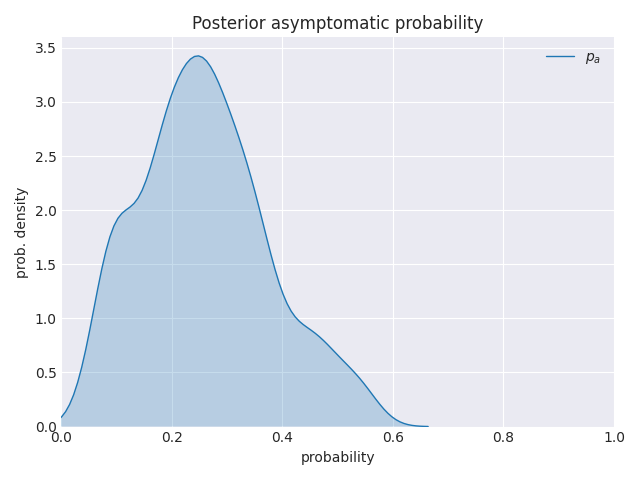 Posterior asymptomatic probability
pₐ
prob. density
3.5
3.0
2.5
2.0
1.5
1.0
0.5
0.0
0.0 0.2 0.4 0.6 0.8 1.0
probability